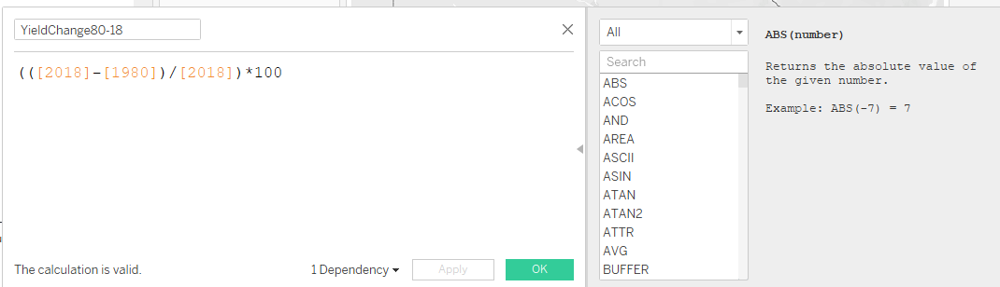 YieldChange80-18
(([2018]-[1980])/[2018])*100
The calculation is valid.
1 Dependency
Apply
OK
All
Search
ABS
ACOS
AND
AREA
ASCII
ASIN
ATAN
ATAN2
ATTR
AVG
BUFFER
ABS(number)
Returns the absolute value of
the given number.
Example: ABS(-7) = 7